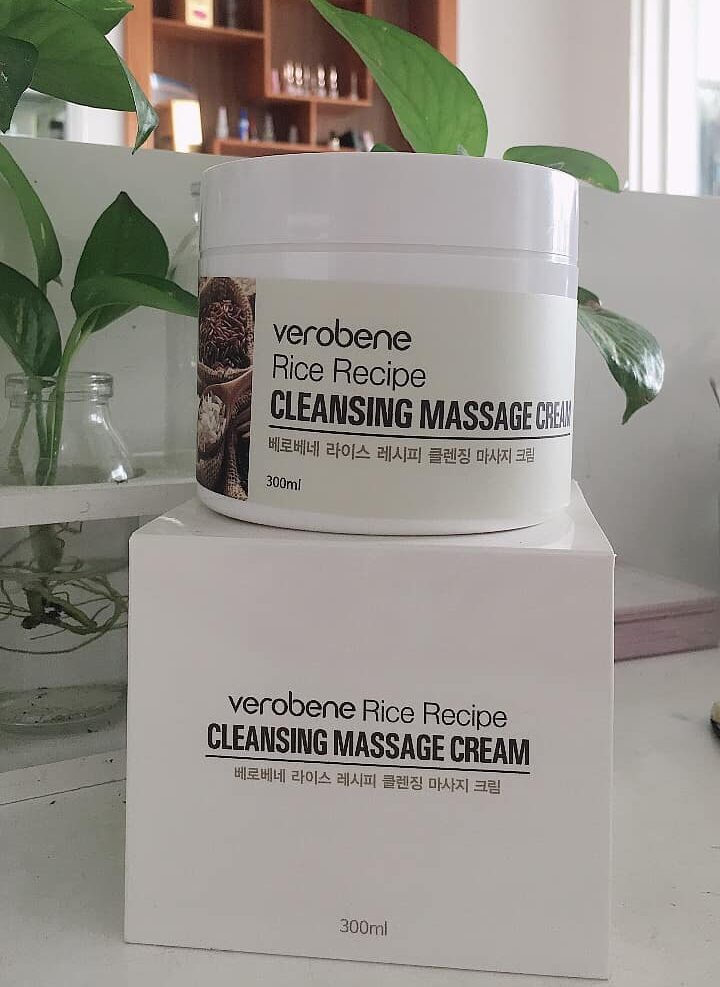 verobene
Rice Recipe
CLEANSING MASSAGE CREAM
베로베네 라이스 레시피 클렌징 마사지 크림
300ml
verobene Rice Recipe
CLEANSING MASSAGE CREAM
베로베네 라이스 레시피 클렌징 마사지 크림
300ml